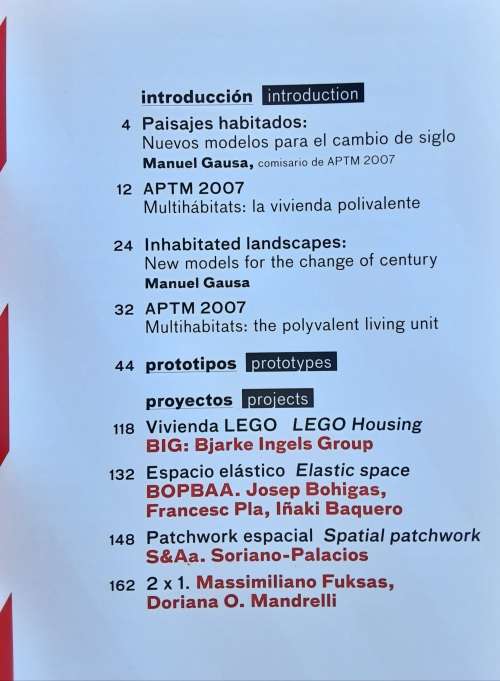 introducción introduction
4 Paisajes habitados:
Nuevos modelos para el cambio de siglo
Manuel Gausa, comisario de APTM 2007
12 APTM 2007
Multihábitats: la vivienda polivalente
24 Inhabitated landscapes:
New models for the change of century
Manuel Gausa
32 APTM 2007
Multihabitats: the polyvalent living unit
44 prototipos prototypes
proyectos projects
118 Vivienda LEGO LEGO Housing
BIG: Bjarke Ingels Group
132 Espacio elástico Elastic space
BOPBAA. Josep Bohigas,
Francesc Pla, Iñaki Baquero
148 Patchwork espacial Spatial patchwork
S&Aa. Soriano-Palacios
162 2 x 1. Massimiliano Fuksas,
Doriana O. Mandrelli